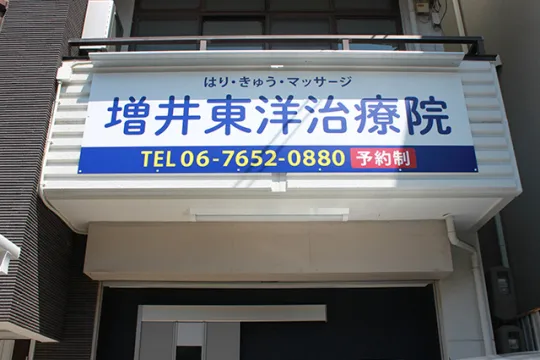 はり・きゅう・マッサージ
増井東洋治療院
TEL 06-7652-0880 予約制